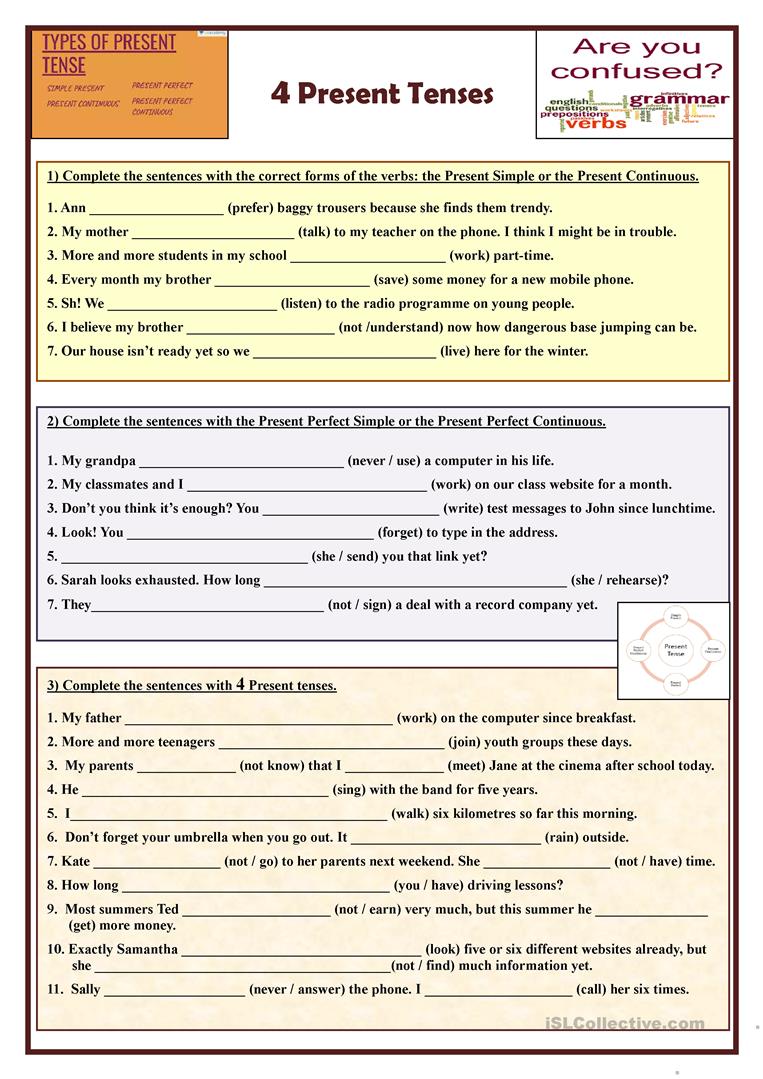 TYPES OF PRESENT
TENSE
SIMPLE PRESENT
PRESENT PERFECT
PRESENT CONTINUOUS
PRESENT PERFECT
CONTINUOUS
4 Present Tenses
Are you
confused?
english
questions
prepositions
verbs
grammar
1) Complete the sentences with the correct forms of the verbs: the Present Simple or the Present Continuous.
1. Ann ___________________ (prefer) baggy trousers because she finds them trendy.
2. My mother _______________________ (talk) to my teacher on the phone. I think I might be in trouble.
3. More and more students in my school ______________________ (work) part-time.
4. Every month my brother ______________________ (save) some money for a new mobile phone.
5. Sh! We ________________________ (listen) to the radio programme on young people.
6. I believe my brother _____________________ (not /understand) now how dangerous base jumping can be.
7. Our house isn’t ready yet so we __________________________ (live) here for the winter.
2) Complete the sentences with the Present Perfect Simple or the Present Perfect Continuous.
1. My grandpa _____________________________ (never / use) a computer in his life.
2. My classmates and I __________________________________ (work) on our class website for a month.
3. Don’t you think it’s enough? You _________________________ (write) test messages to John since lunchtime.
4. Look! You ___________________________________ (forget) to type in the address.
5. ___________________________________ (she / send) you that link yet?
6. Sarah looks exhausted. How long ___________________________________________ (she / rehearse)?
7. They_________________________________ (not / sign) a deal with a record company yet.
Present
Tense
3) Complete the sentences with 4 Present tenses.
1. My father ______________________________________ (work) on the computer since breakfast.
2. More and more teenagers ________________________________ (join) youth groups these days.
3. My parents ______________ (not know) that I ______________ (meet) Jane at the cinema after school today.
4. He ___________________________________ (sing) with the band for five years.
5. I_____________________________________________ (walk) six kilometres so far this morning.
6. Don’t forget your umbrella when you go out. It ___________________________ (rain) outside.
7. Kate __________________ (not / go) to her parents next weekend. She __________________ (not / have) time.
8. How long ______________________________________ (you / have) driving lessons?
9. Most summers Ted _____________________ (not / earn) very much, but this summer he ________________
(get) more money.
10. Exactly Samantha __________________________________ (look) five or six different websites already, but
she __________________________________________(not / find) much information yet.
11. Sally ____________________ (never / answer) the phone. I _____________________ (call) her six times.
iSLCollective.com